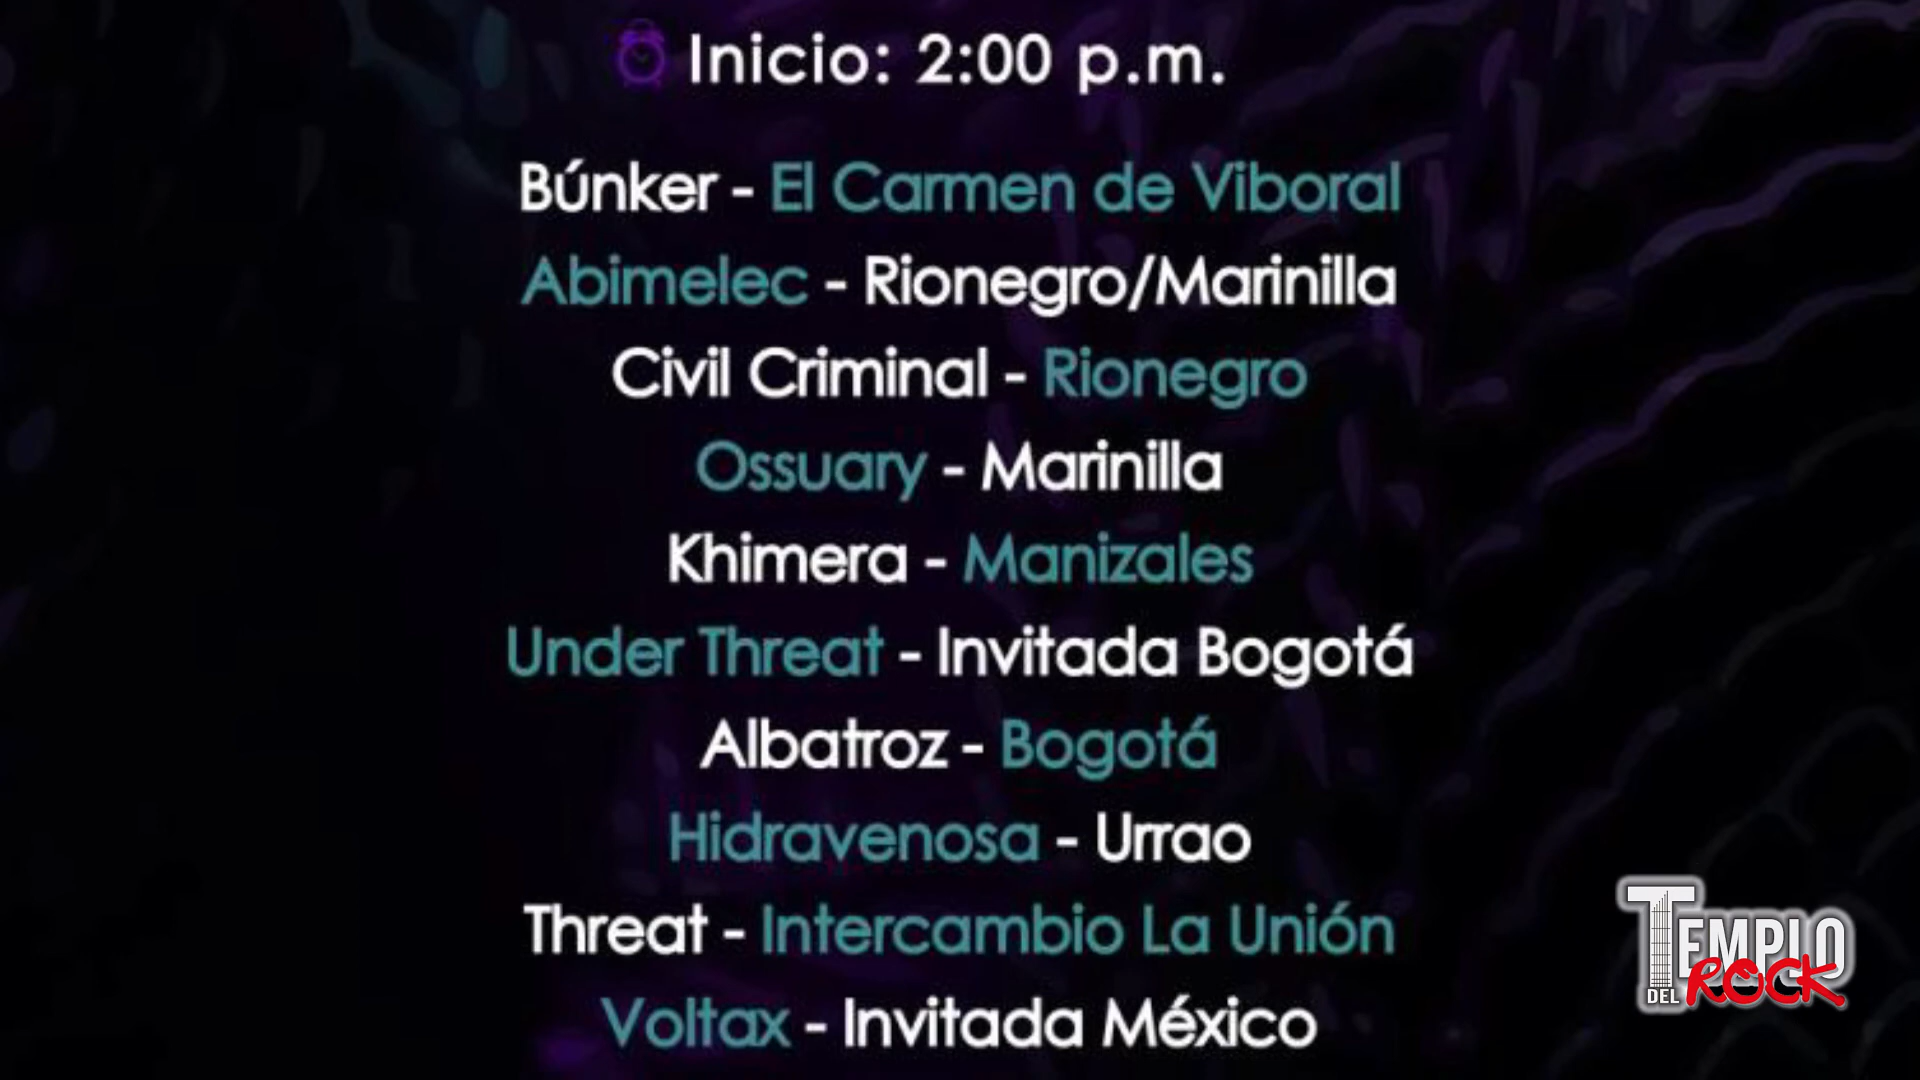 Inicio: 2:00 p.m.
Búnker - El Carmen de Viboral
Abimelec - Rionegro/Marinilla
Civil Criminal - Rionegro
Ossuary - Marinilla
Khimera - Manizales
Under Threat - Invitada Bogotá
Albatroz - Bogotá
Hidravenosa - Urrao
Threat - Intercambio La Unión
Voltax - Invitada México
TEMPLO
DEL ROCK